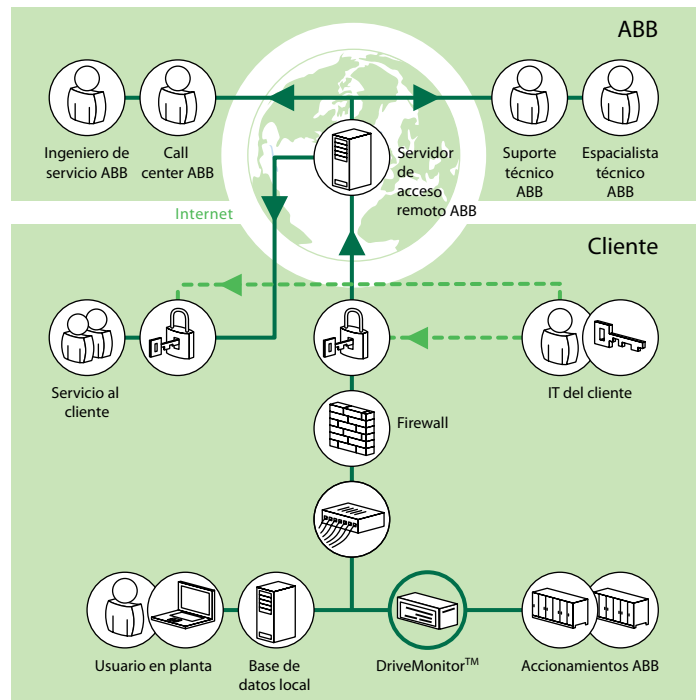 ABB
Ingeniero de
servicio ABB
Call
center ABB
Servidor
de
acceso
remoto ABB
Suporte
técnico
ABB
Espacialista
técnico
ABB
Internet
Cliente
Servicio al
cliente
IT del cliente
Firewall
Usuario en planta
Base de
datos local
DriveMonitor™
Accionamientos ABB